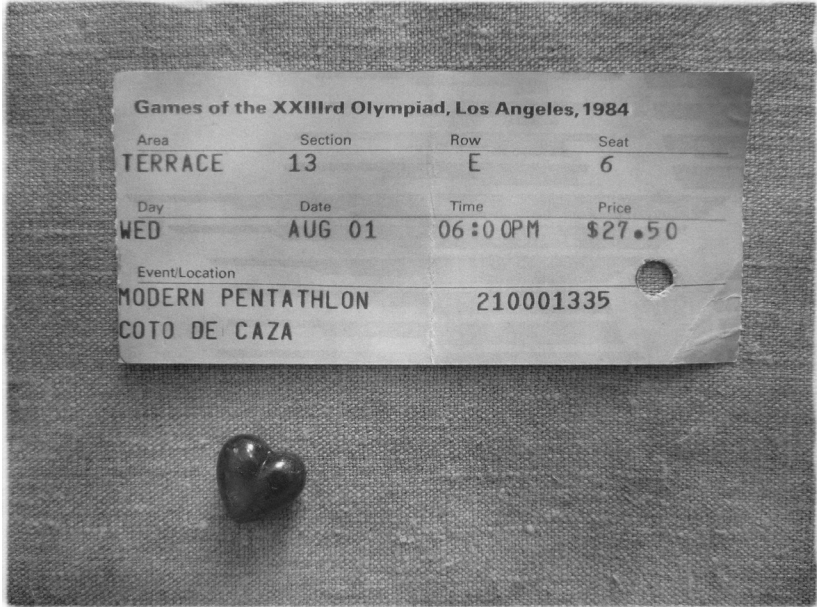 Games of the XXIIIrd Olympiad, Los Angeles, 1984
Area Section Row Seat
TERRACE 13 E 6
Day Date Time Price
WED AUG 01 06:00PM $27.50
Event/Location
MODERN PENTATHLON 210001335
COTO DE CAZA